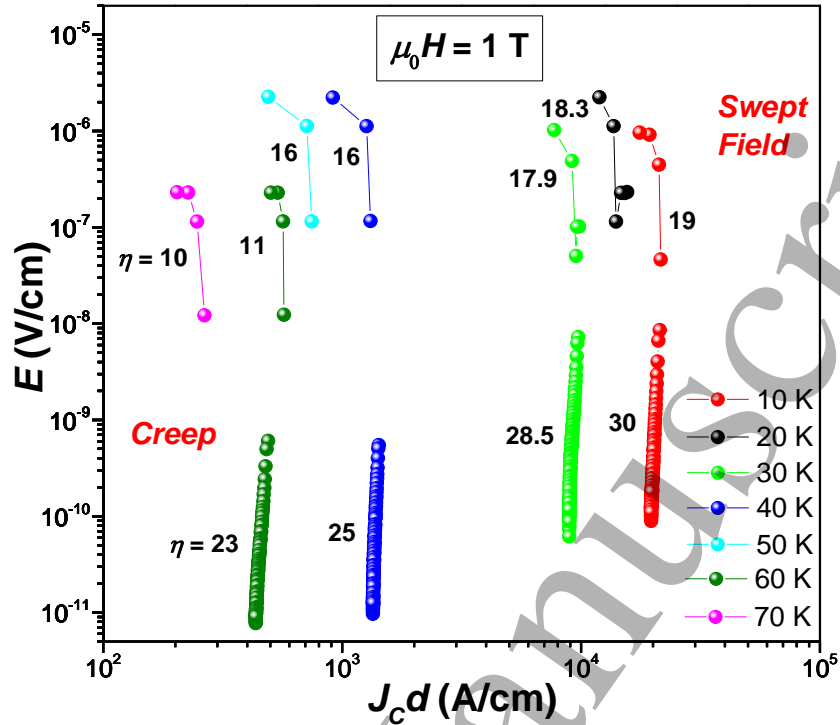 μ₀H = 1 T
Swept
Field
18.3
17.9
16
16
19
η = 10
11
Creep
28.5
30
η = 23
25
10 K
20 K
30 K
40 K
50 K
60 K
70 K
10⁻⁵
10⁻⁶
10⁻⁷
10⁻⁸
10⁻⁹
10⁻¹⁰
10⁻¹¹
E (V/cm)
10²
10³
10⁴
10⁵
J_C d (A/cm)